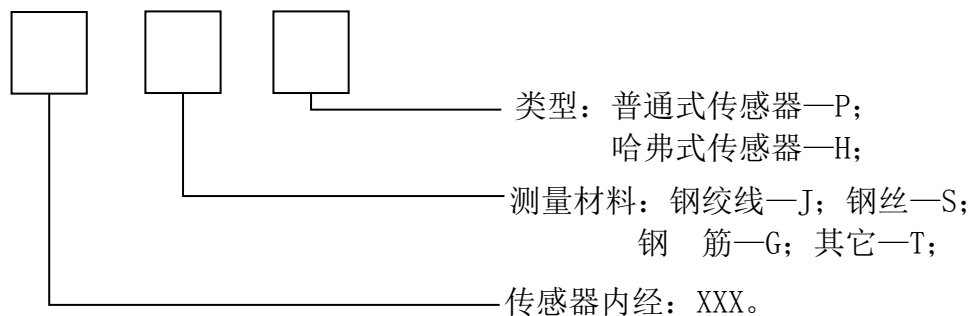 类型：普通式传感器—P；
哈弗式传感器—H；
测量材料：钢绞线—J；钢丝—S；
钢　筋—G；其它—T；
传感器内经：XXX。